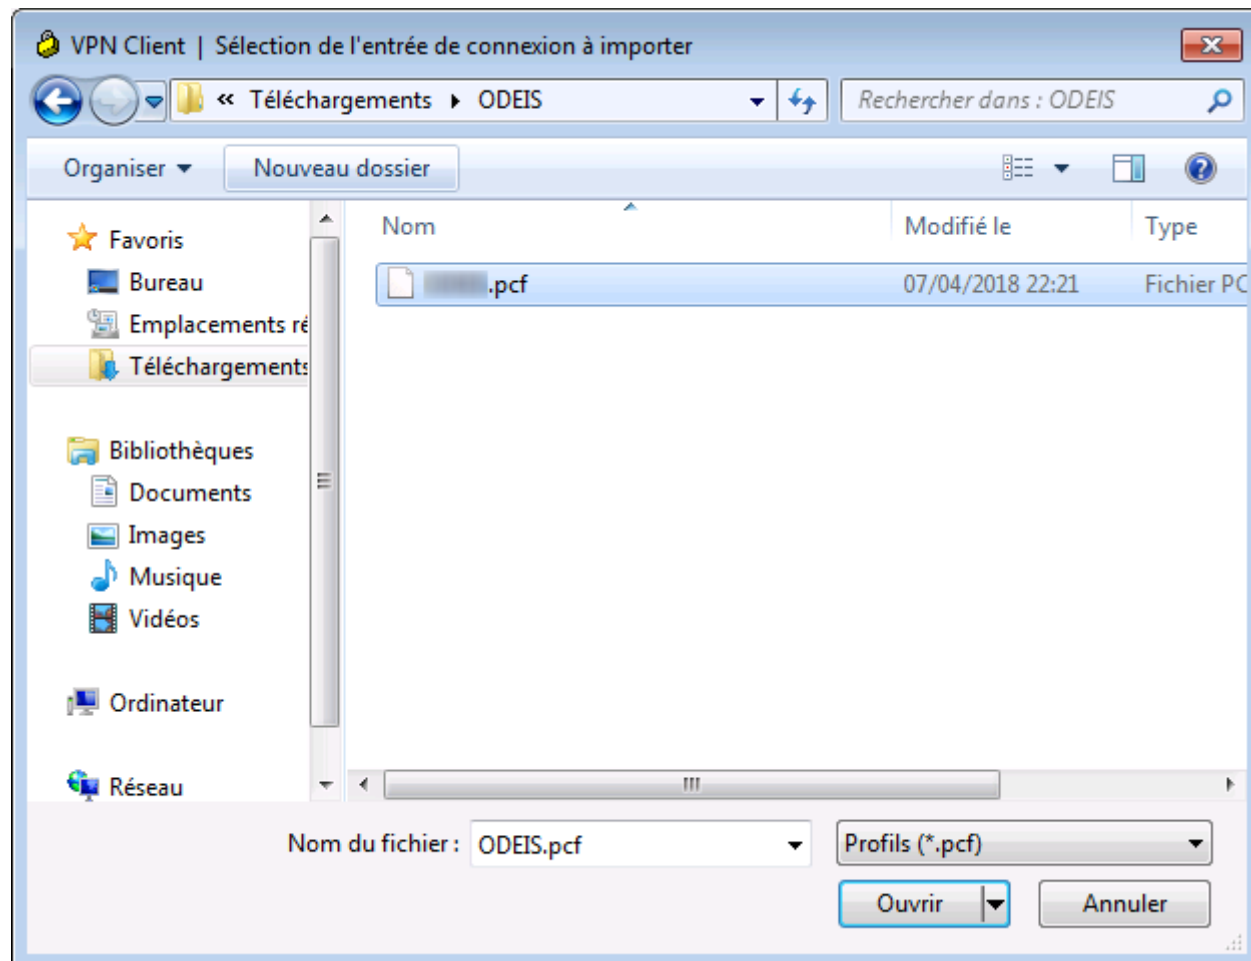 VPN Client | Sélection de l'entrée de connexion à importer
« Téléchargements ▸ ODEIS
Rechercher dans : ODEIS
Organiser
Nouveau dossier
Nom
Modifié le
Type
.pcf
07/04/2018 22:21
Fichier PC
Favoris
Bureau
Emplacements ré
Téléchargements
Bibliothèques
Documents
Images
Musique
Vidéos
Ordinateur
Réseau
Nom du fichier :
ODEIS.pcf
Profils (*.pcf)
Ouvrir
Annuler